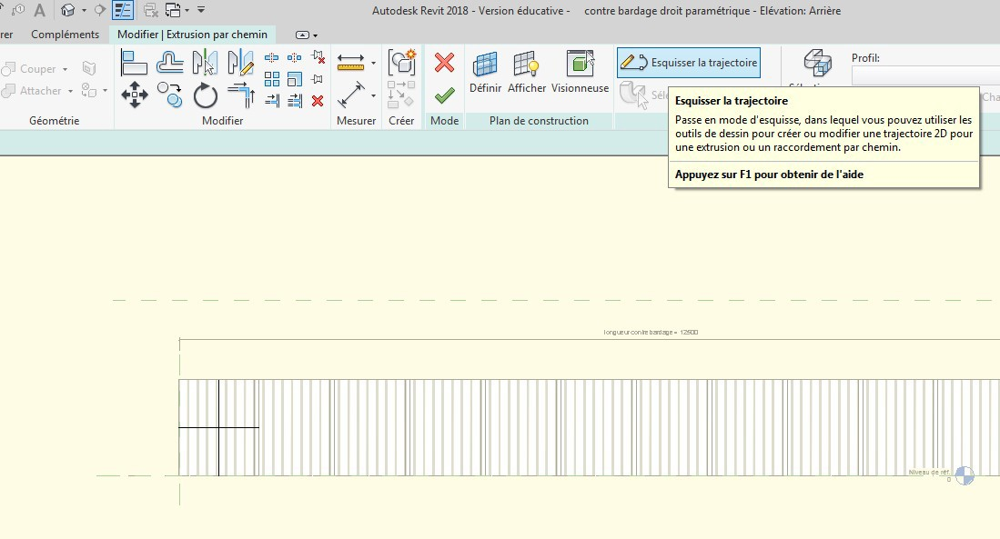 A
Autodesk Revit 2018 - Version éducative - contre bardage droit paramétrique - Elévation: Arrière
rer Compléments Modifier | Extrusion par chemin
Couper
Attacher
Géométrie
Modifier
Mesurer
Créer
Mode
Définir Afficher Visionneuse
Plan de construction
Esquisser la trajectoire
Séle
Profil:
Cha
Esquisser la trajectoire
Passe en mode d'esquisse, dans lequel vous pouvez utiliser les
outils de dessin pour créer ou modifier une trajectoire 2D pour
une extrusion ou un raccordement par chemin.
Appuyez sur F1 pour obtenir de l'aide
longueur contre bardage = 12500
Niveau de réf.
0